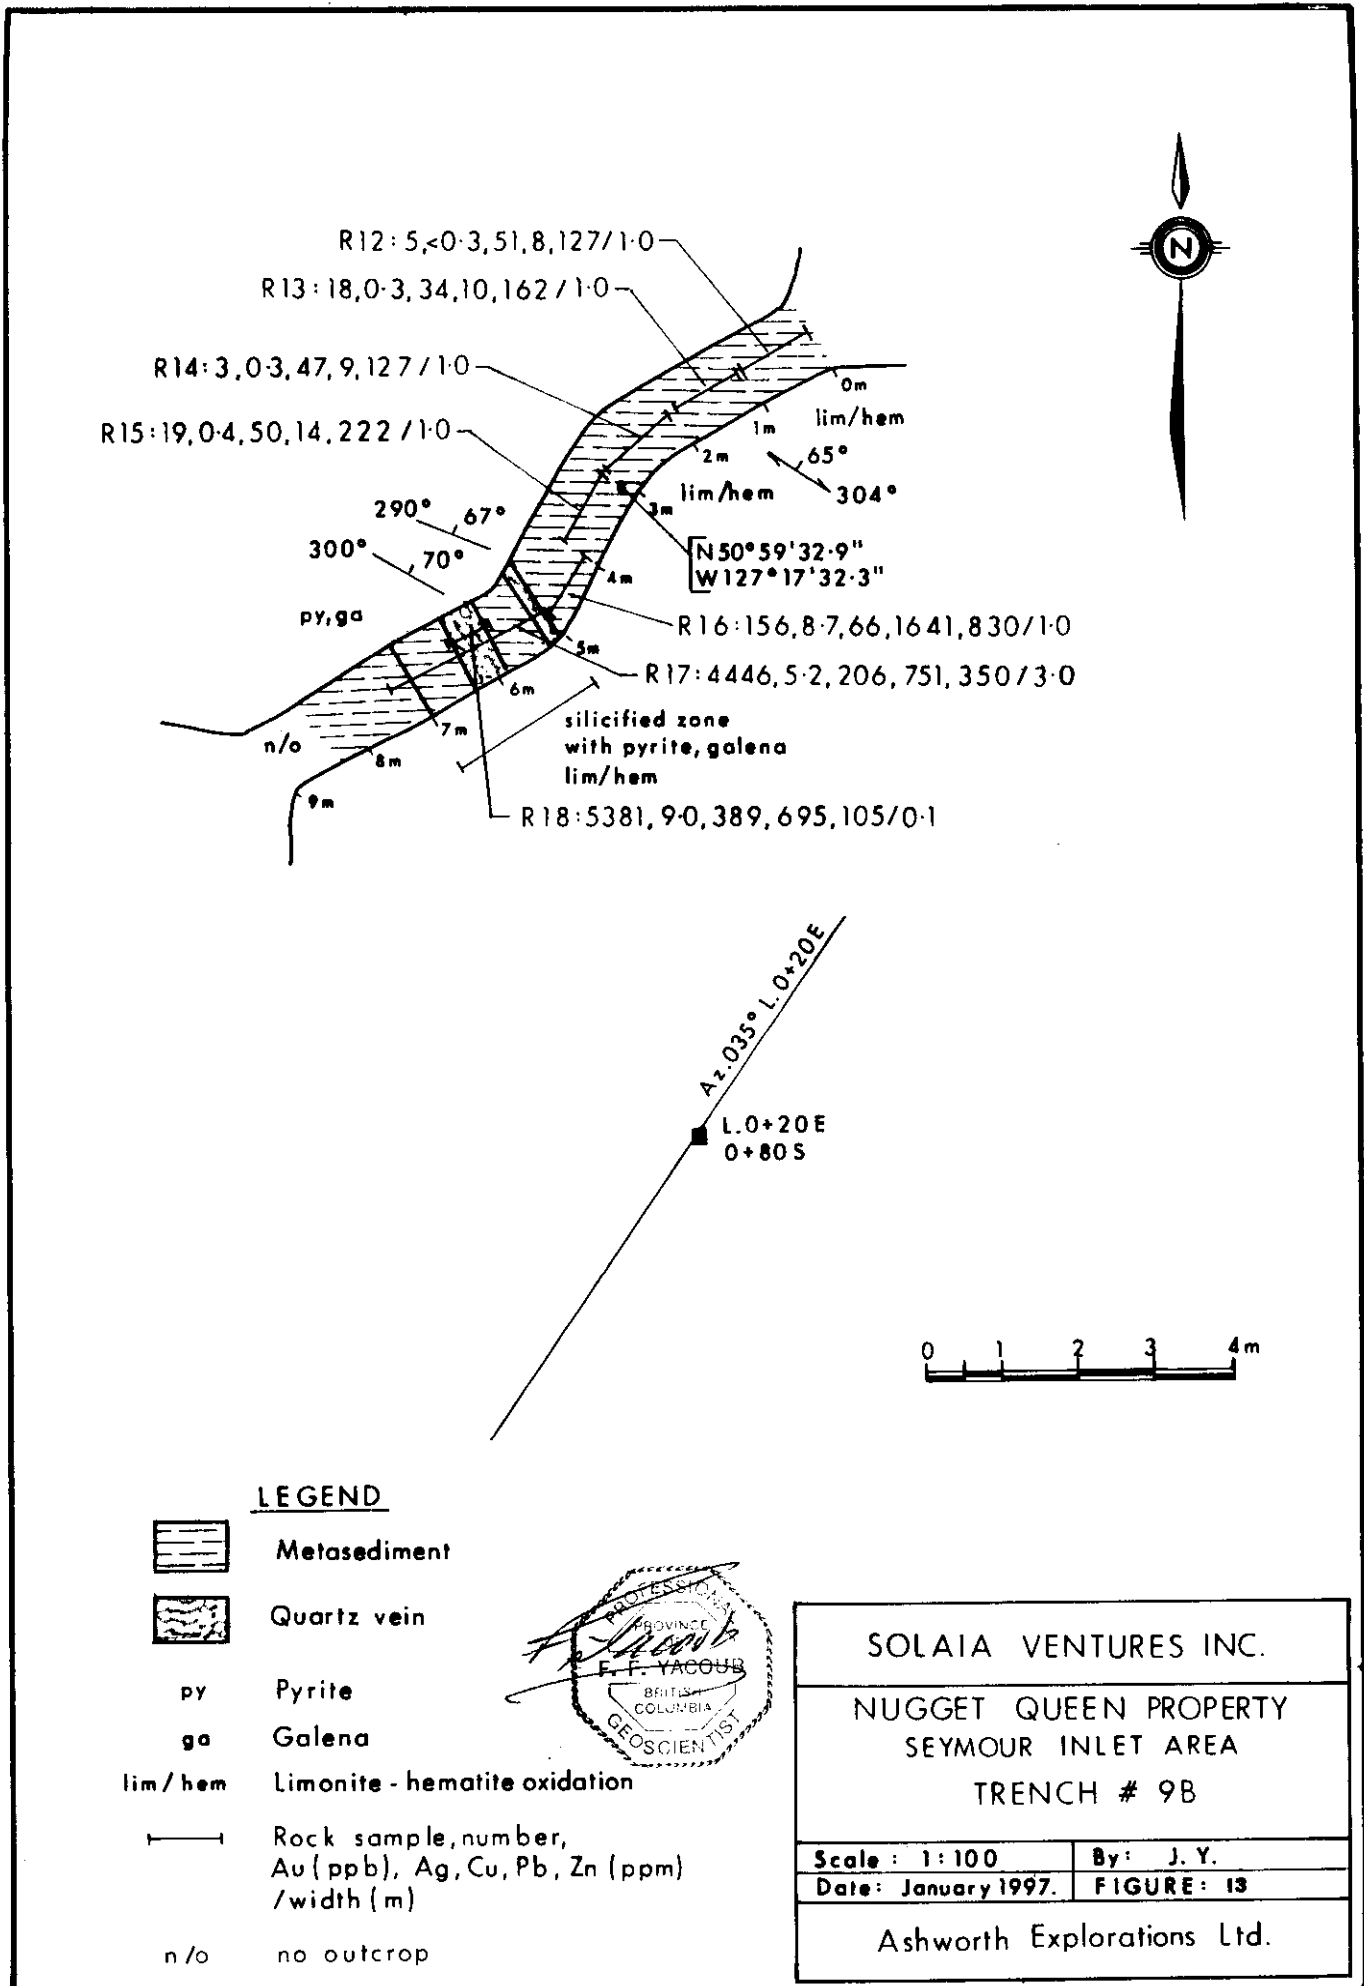 N
R12:5,<0·3,51,8,127/1·0
R13:18,0·3,34,10,162/1·0
R14:3,0·3,47,9,127/1·0
R15:19,0·4,50,14,222/1·0
0m
lim/hem
1m
2m
65°
304°
lim/hem
3m
290°
67°
300°
70°
N50°59'32·9"
W127°17'32·3"
4m
py,ga
R16:156,8·7,66,1641,830/1·0
5m
R17:4446,5·2,206,751,350/3·0
6m
silicified zone
with pyrite, galena
lim/hem
7m
n/o
8m
9m
R18:5381,9·0,389,695,105/0·1
Az.035° L.0+20E
L.0+20E
0+80S
0 1 2 3 4m
LEGEND
Metasediment
Quartz vein
py Pyrite
ga Galena
lim/hem Limonite - hematite oxidation
Rock sample, number,
Au (ppb), Ag, Cu, Pb, Zn (ppm)
/width (m)
n/o no outcrop
PROFESSIONAL
PROVINCE
F. F. YACOUB
BRITISH
COLUMBIA
GEOSCIENTIST
SOLAIA VENTURES INC.
NUGGET QUEEN PROPERTY
SEYMOUR INLET AREA
TRENCH # 9B
Scale : 1:100
By: J. Y.
Date: January 1997.
FIGURE: 13
Ashworth Explorations Ltd.